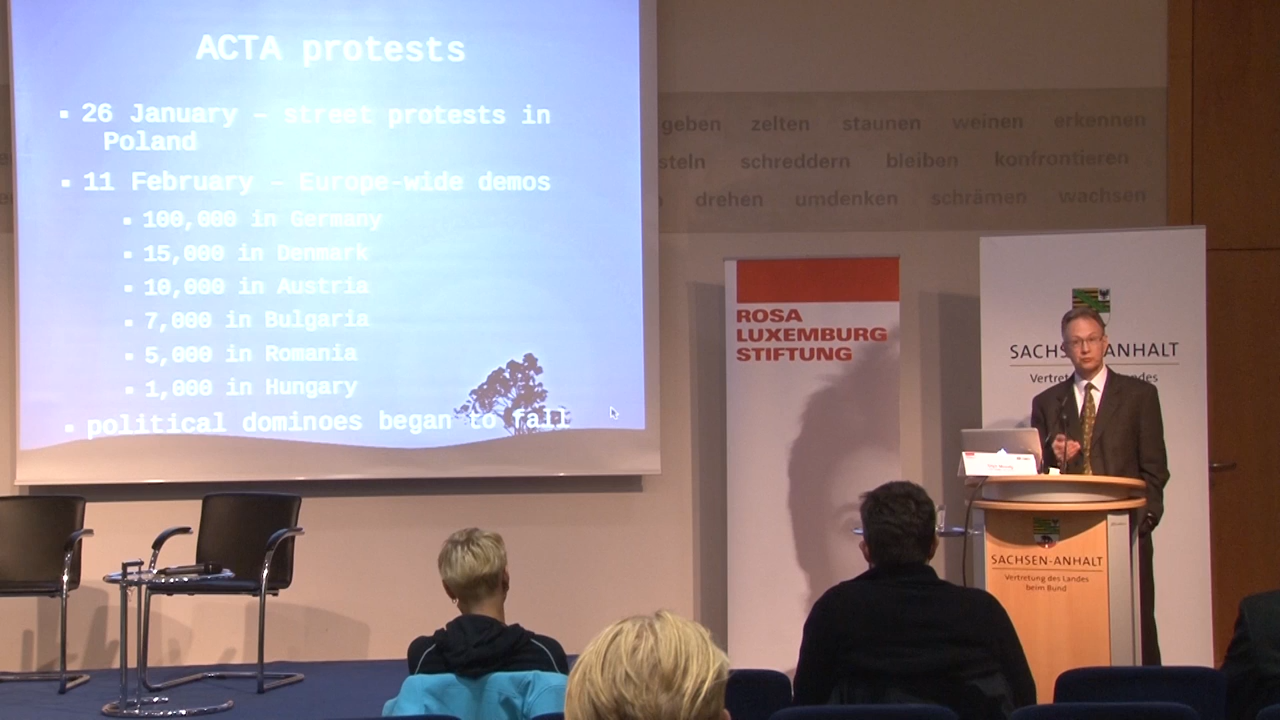 ACTA protests
▪ 26 January – street protests in
Poland
▪ 11 February – Europe-wide demos
▪ 100,000 in Germany
▪ 15,000 in Denmark
▪ 10,000 in Austria
▪ 7,000 in Bulgaria
▪ 5,000 in Romania
▪ 1,000 in Hungary
▪ political dominoes began to fall
geben zelten staunen weinen erkennen
steln schreddern bleiben konfrontieren
drehen umdenken schrämen wachsen
ROSA
LUXEMBURG
STIFTUNG
SACHS ANHALT
Vertret des
SACHSEN-ANHALT
Vertretung des Landes
beim Bund